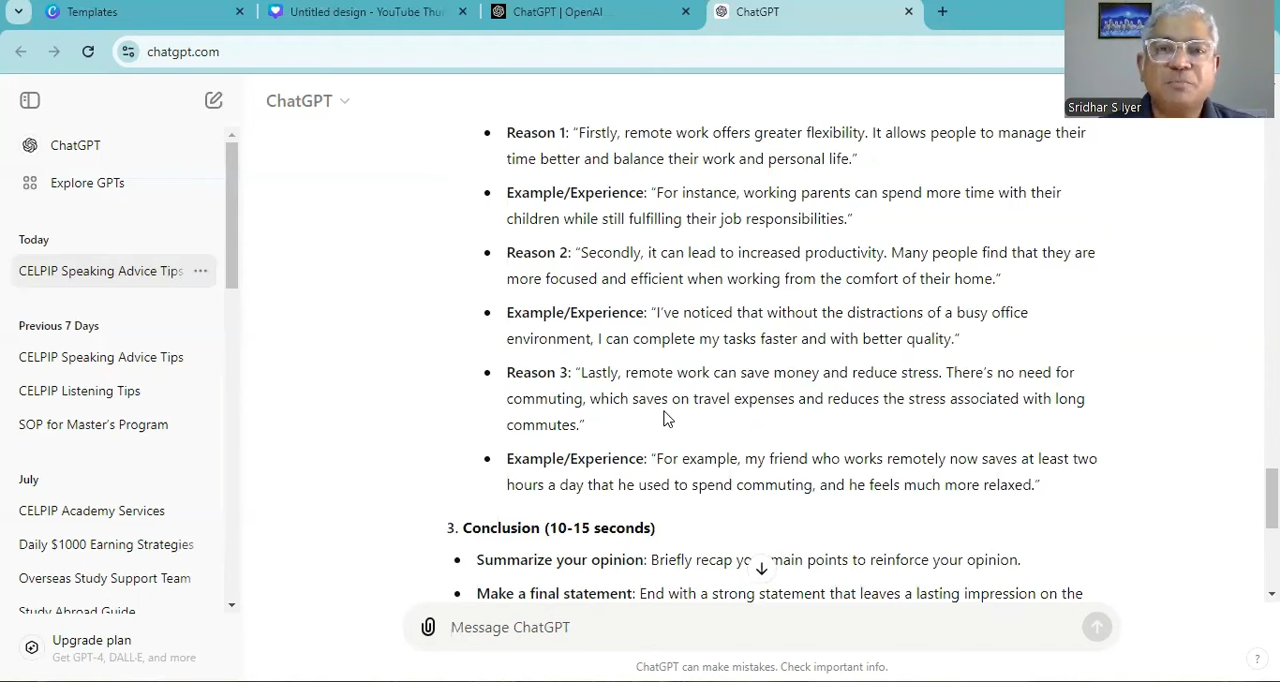 Templates
Untitled design - YouTube Thu
ChatGPT | OpenAI
ChatGPT
chatgpt.com
Sridhar S Iyer
ChatGPT
ChatGPT
Explore GPTs
Today
CELPIP Speaking Advice Tips
Previous 7 Days
CELPIP Speaking Advice Tips
CELPIP Listening Tips
SOP for Master's Program
July
CELPIP Academy Services
Daily $1000 Earning Strategies
Overseas Study Support Team
Study Abroad Guide
Upgrade plan
Get GPT-4, DALL·E, and more
• Reason 1: “Firstly, remote work offers greater flexibility. It allows people to manage their
time better and balance their work and personal life.”
• Example/Experience: “For instance, working parents can spend more time with their
children while still fulfilling their job responsibilities.”
• Reason 2: “Secondly, it can lead to increased productivity. Many people find that they are
more focused and efficient when working from the comfort of their home.”
• Example/Experience: “I’ve noticed that without the distractions of a busy office
environment, I can complete my tasks faster and with better quality.”
• Reason 3: “Lastly, remote work can save money and reduce stress. There’s no need for
commuting, which saves on travel expenses and reduces the stress associated with long
commutes.”
• Example/Experience: “For example, my friend who works remotely now saves at least two
hours a day that he used to spend commuting, and he feels much more relaxed.”
3. Conclusion (10-15 seconds)
• Summarize your opinion: Briefly recap main points to reinforce your opinion.
• Make a final statement: End with a strong statement that leaves a lasting impression on the
Message ChatGPT
ChatGPT can make mistakes. Check important info.
?